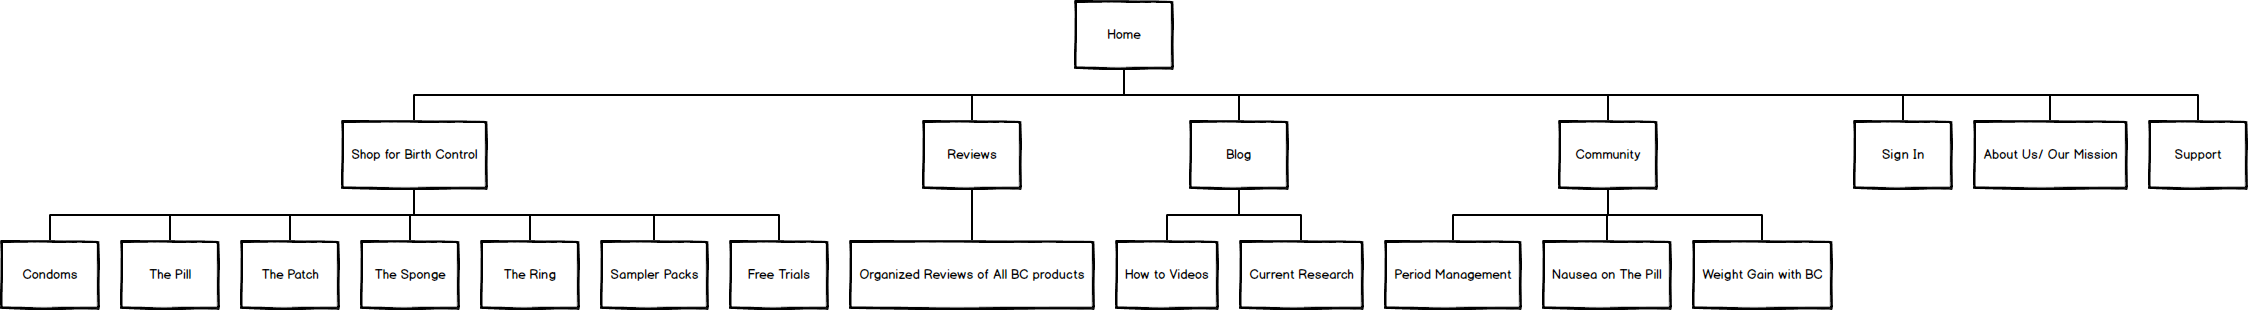 Home
Shop for Birth Control
Reviews
Blog
Community
Sign In
About Us/ Our Mission
Support
Condoms
The Pill
The Patch
The Sponge
The Ring
Sampler Packs
Free Trials
Organized Reviews of All BC products
How to Videos
Current Research
Period Management
Nausea on The Pill
Weight Gain with BC